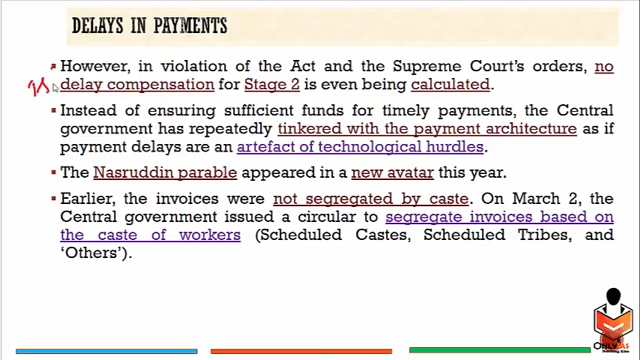 DELAYS IN PAYMENTS
However, in violation of the Act and the Supreme Court's orders, no
delay compensation for Stage 2 is even being calculated.
Instead of ensuring sufficient funds for timely payments, the Central
government has repeatedly tinkered with the payment architecture as if
payment delays are an artefact of technological hurdles.
The Nasruddin parable appeared in a new avatar this year.
Earlier, the invoices were not segregated by caste. On March 2, the
Central government issued a circular to segregate invoices based on
the caste of workers (Scheduled Castes, Scheduled Tribes, and
‘Others’).
ONLY IAS